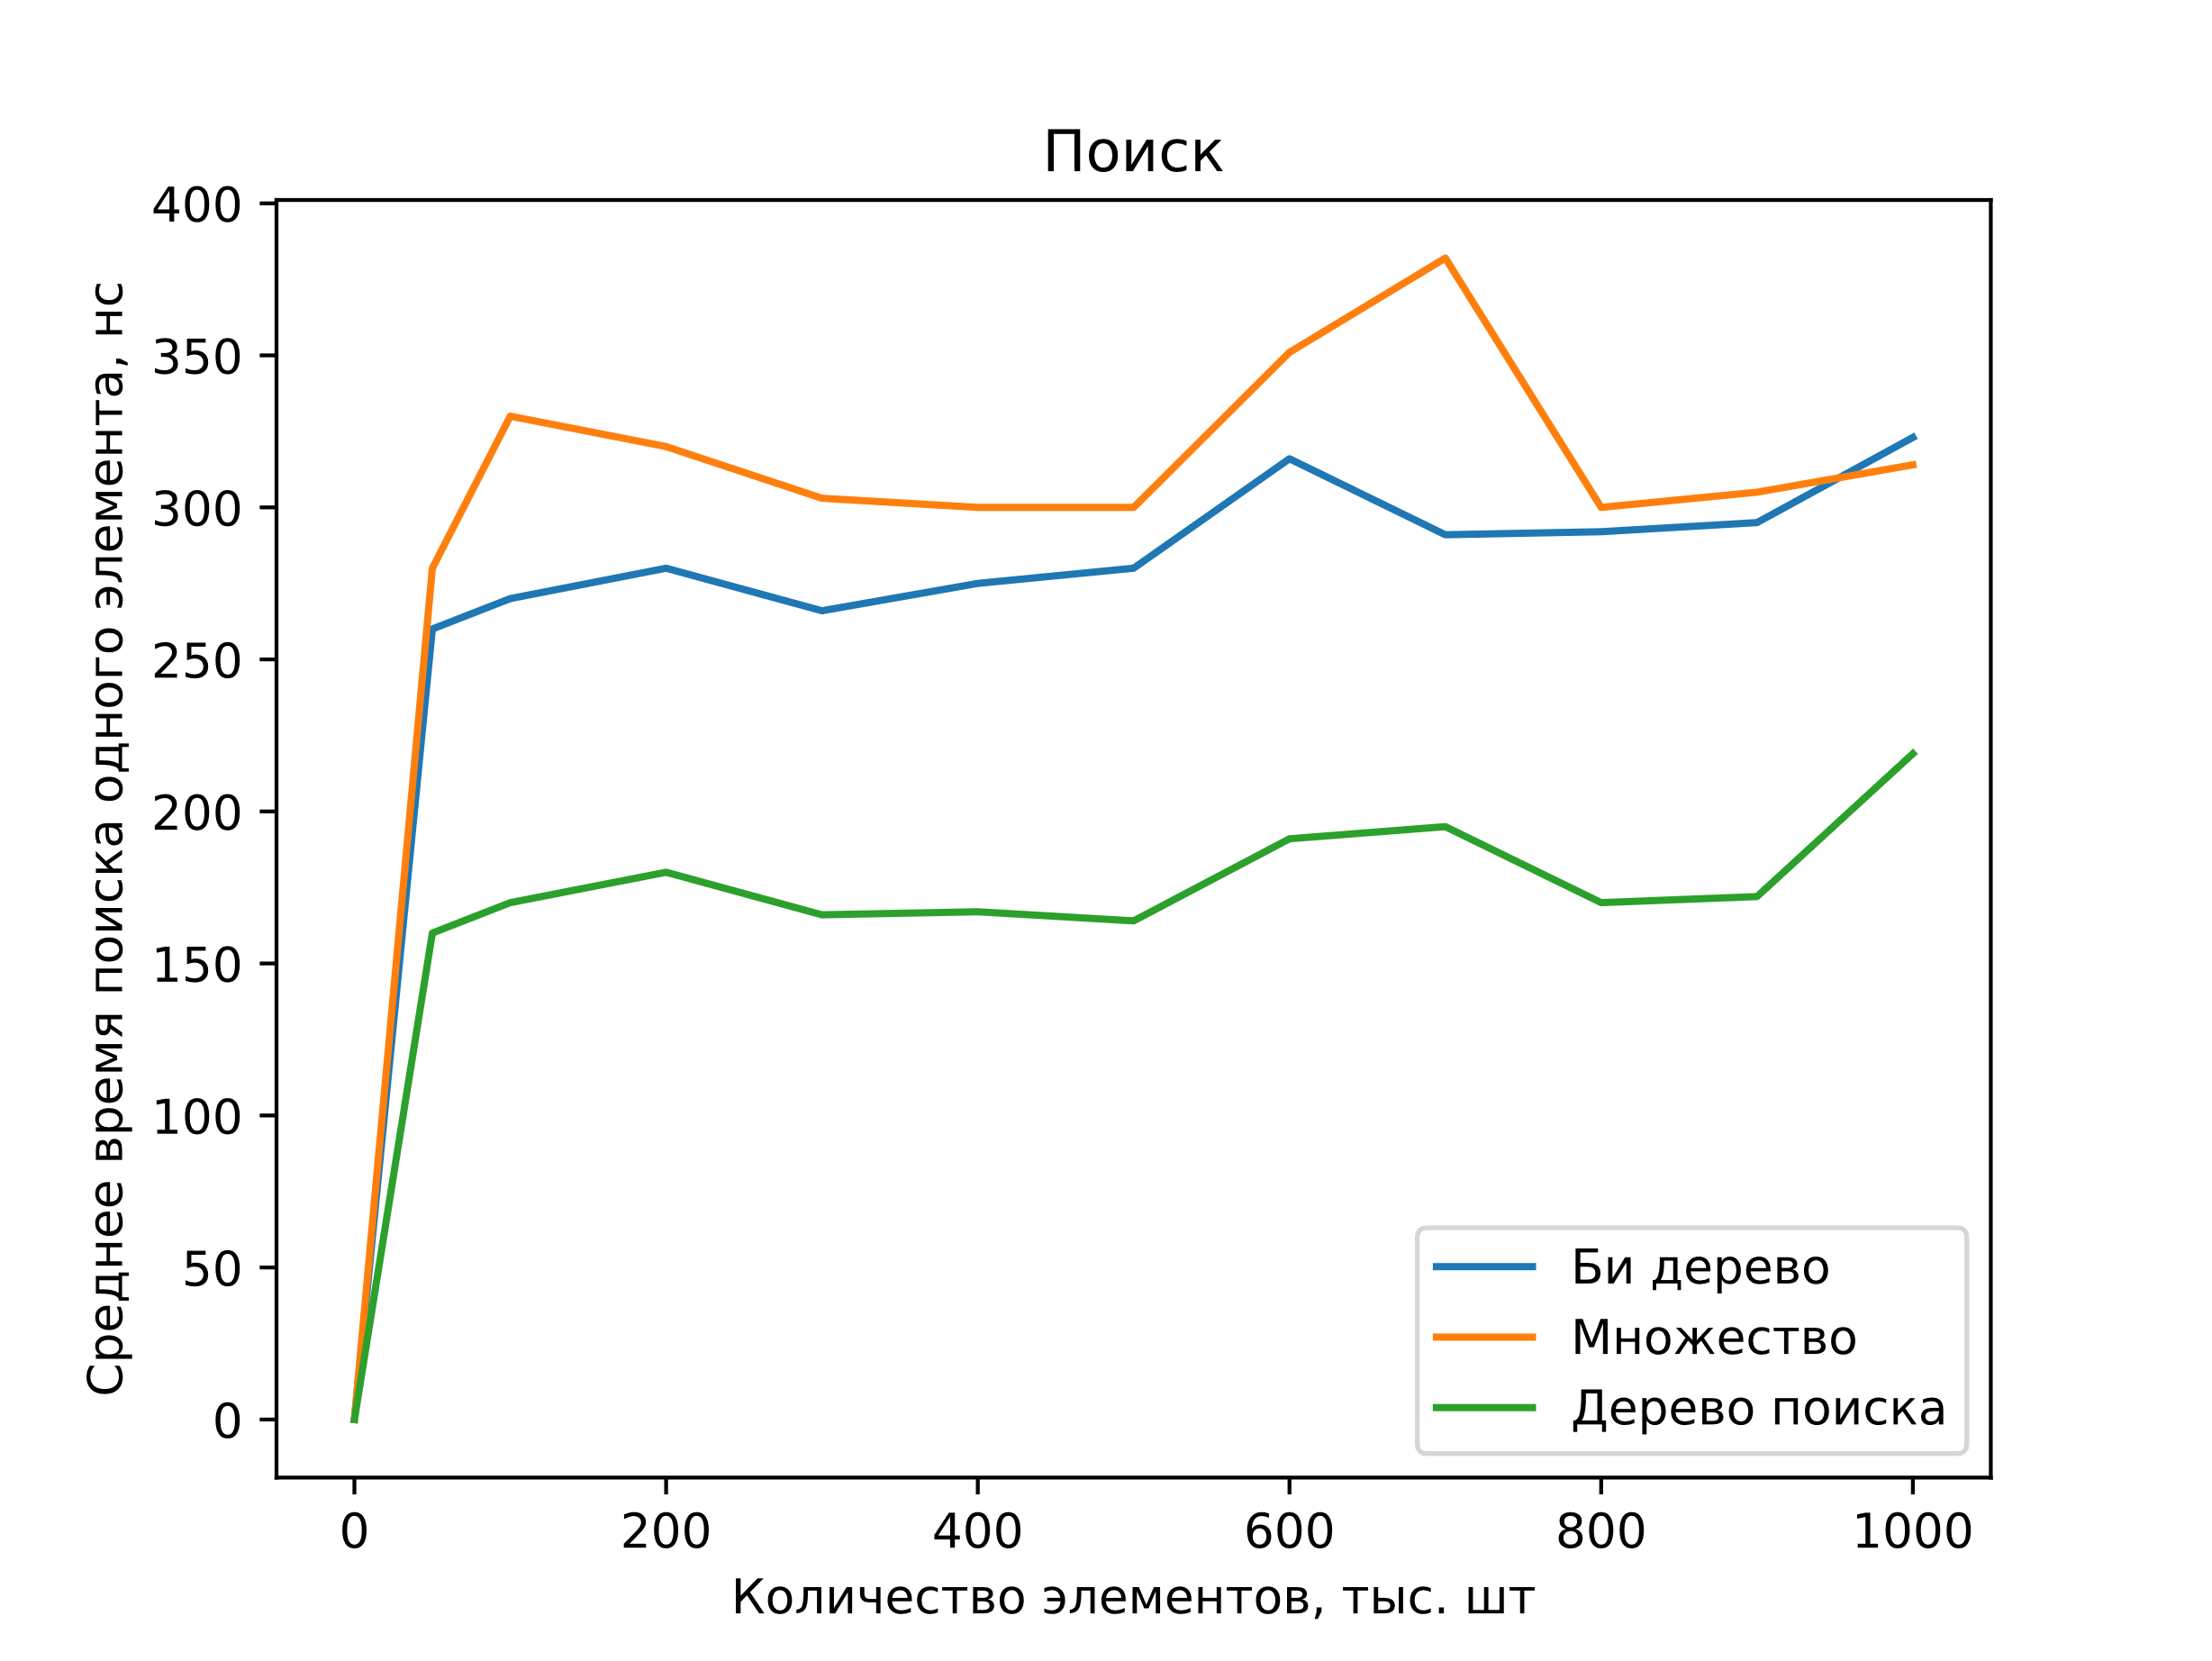 Поиск
Среднее время поиска одного элемента, нс
400
350
300
250
200
150
100
50
0
0 200 400 600 800 1000
Количество элементов, тыс. шт
Би дерево
Множество
Дерево поиска